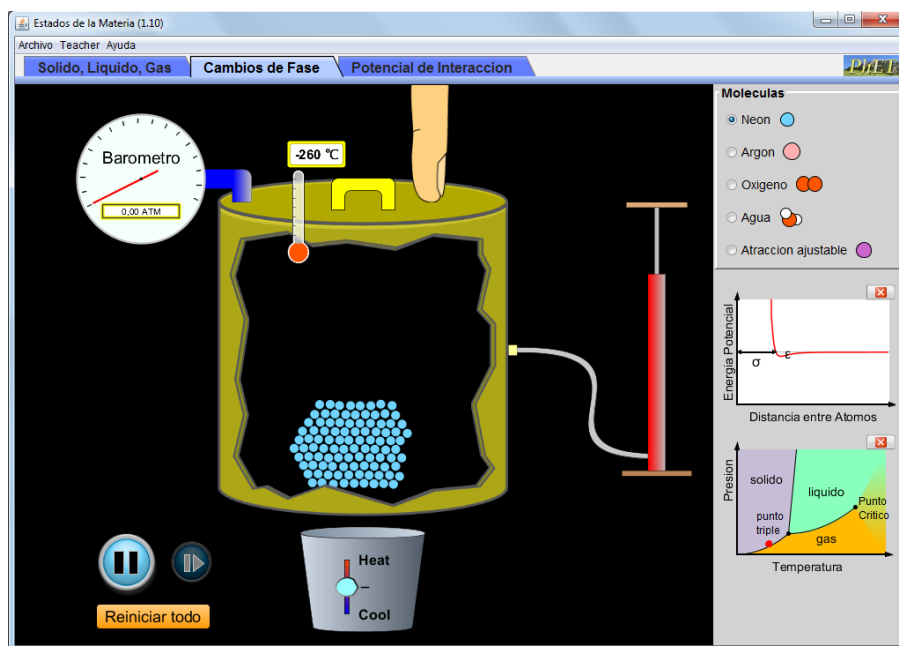 Estados de la Materia (1.10)
Archivo Teacher Ayuda
Solido, Liquido, Gas
Cambios de Fase
Potencial de Interaccion
PhET
Barometro
0,00 ATM
-260 °C
Heat
Cool
Reiniciar todo
Moleculas
Neon
Argon
Oxigeno
Agua
Atraccion ajustable
Energia Potencial
σ
ε
Distancia entre Atomos
Presion
solido
liquido
punto
triple
Punto
Critico
gas
Temperatura